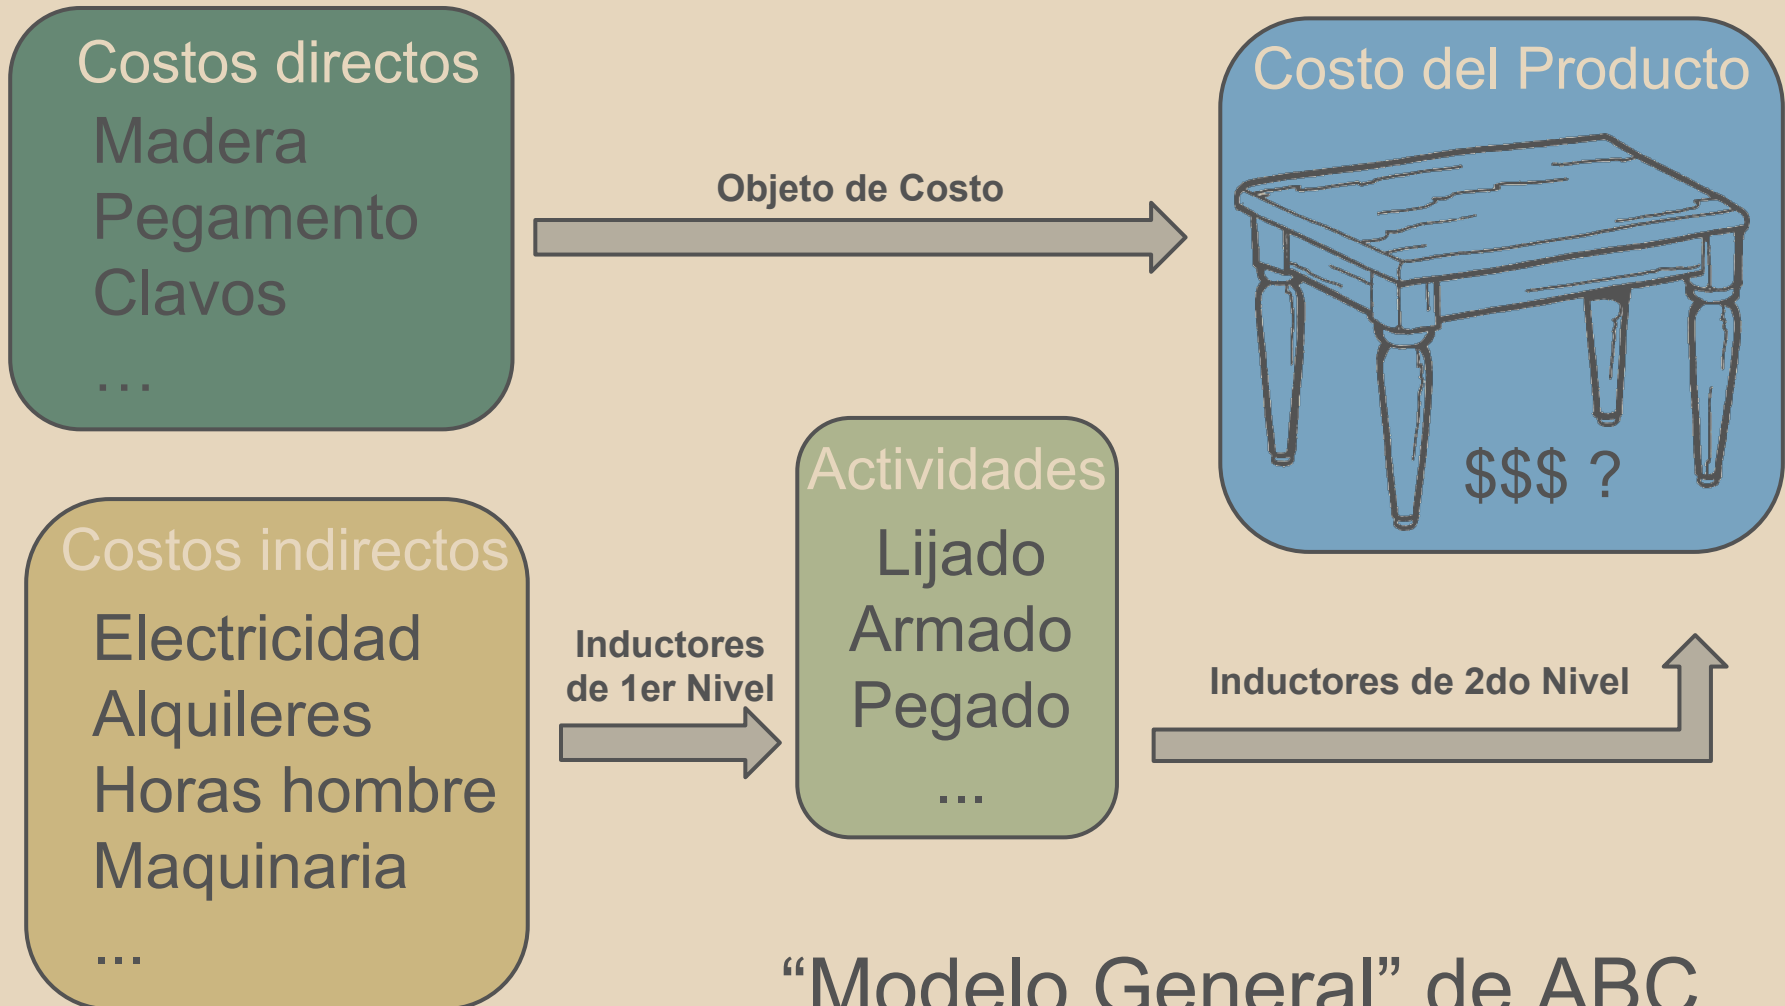 Costos directos
Madera
Pegamento
Clavos
…
Objeto de Costo
Costo del Producto
$$$ ?
Costos indirectos
Electricidad
Alquileres
Horas hombre
Maquinaria
...
Inductores
de 1er Nivel
Actividades
Lijado
Armado
Pegado
...
Inductores de 2do Nivel
“Modelo General” de ABC